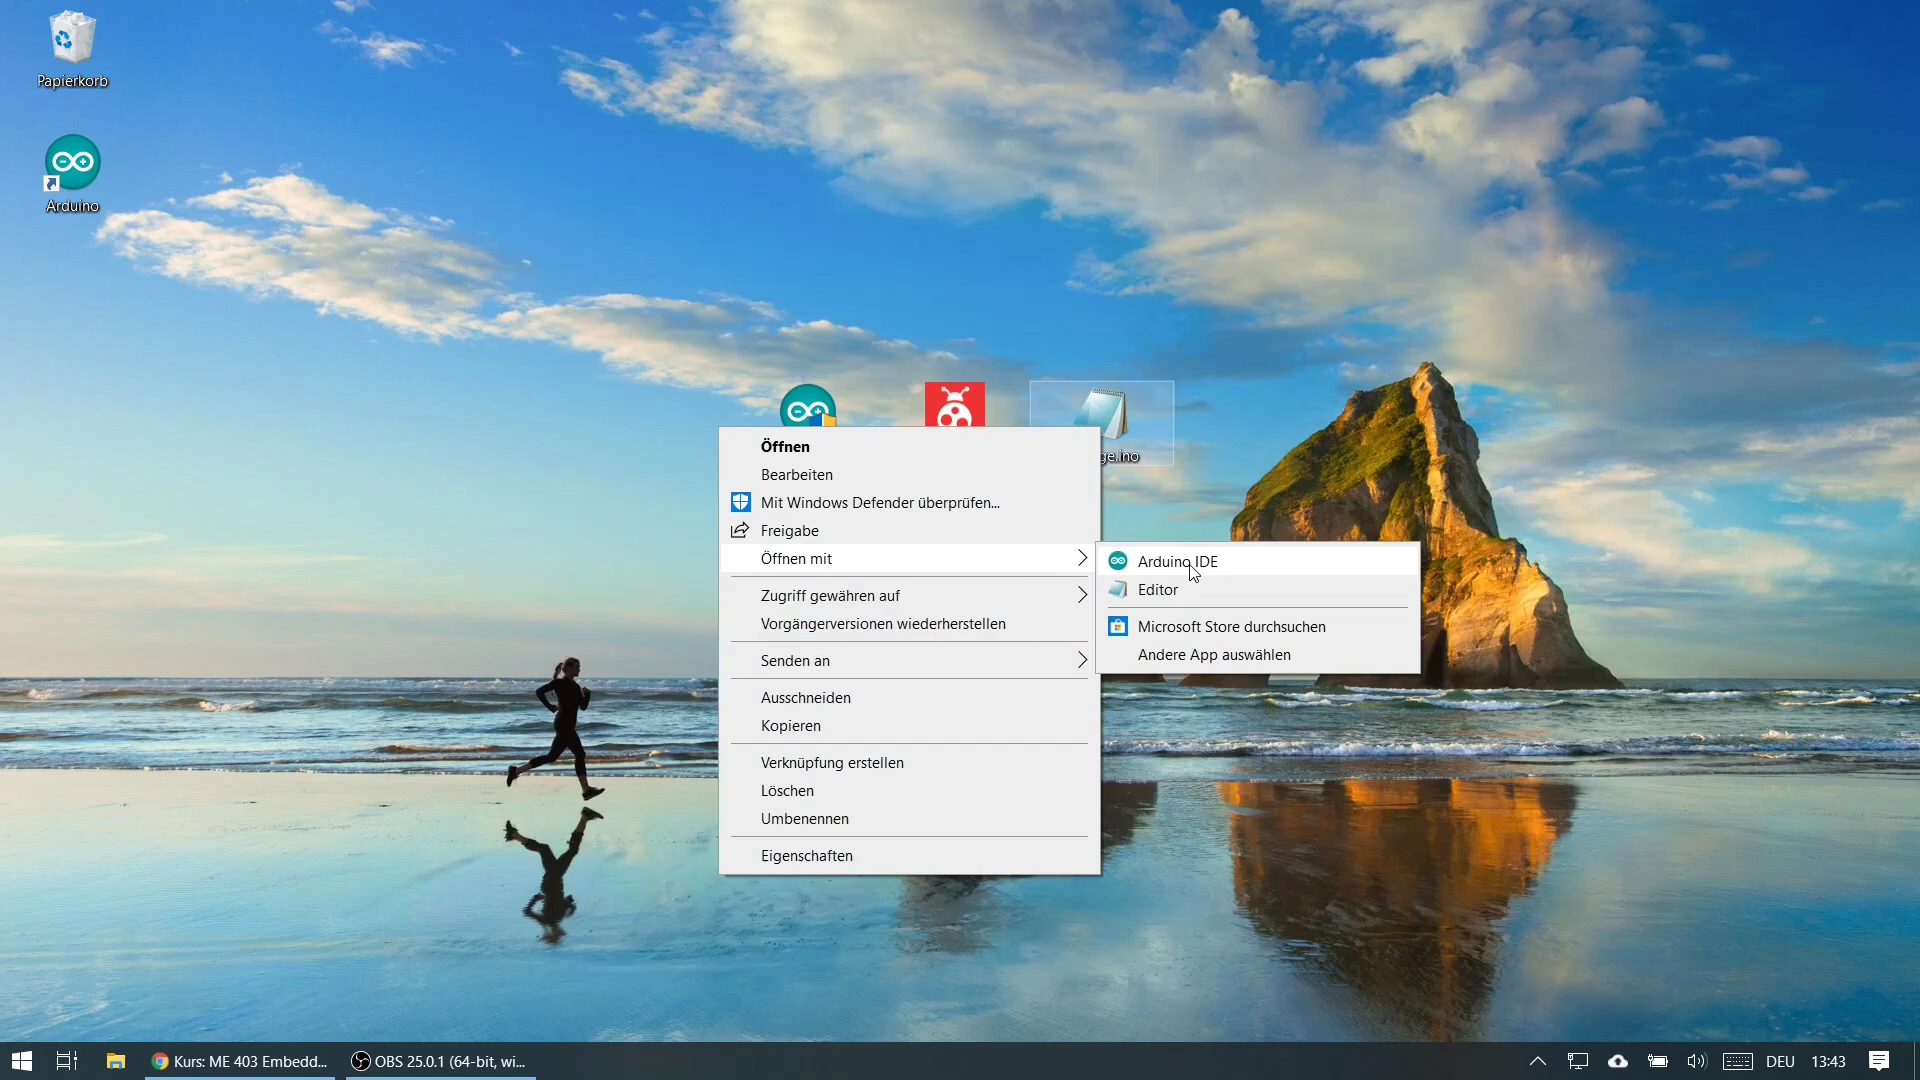 Papierkorb
Arduino
ge.ino
Öffnen
Bearbeiten
Mit Windows Defender überprüfen...
Freigabe
Öffnen mit
Zugriff gewähren auf
Vorgängerversionen wiederherstellen
Senden an
Ausschneiden
Kopieren
Verknüpfung erstellen
Löschen
Umbenennen
Eigenschaften
Arduino IDE
Editor
Microsoft Store durchsuchen
Andere App auswählen
Kurs: ME 403 Embedd...
OBS 25.0.1 (64-bit, wi...
DEU
13:43